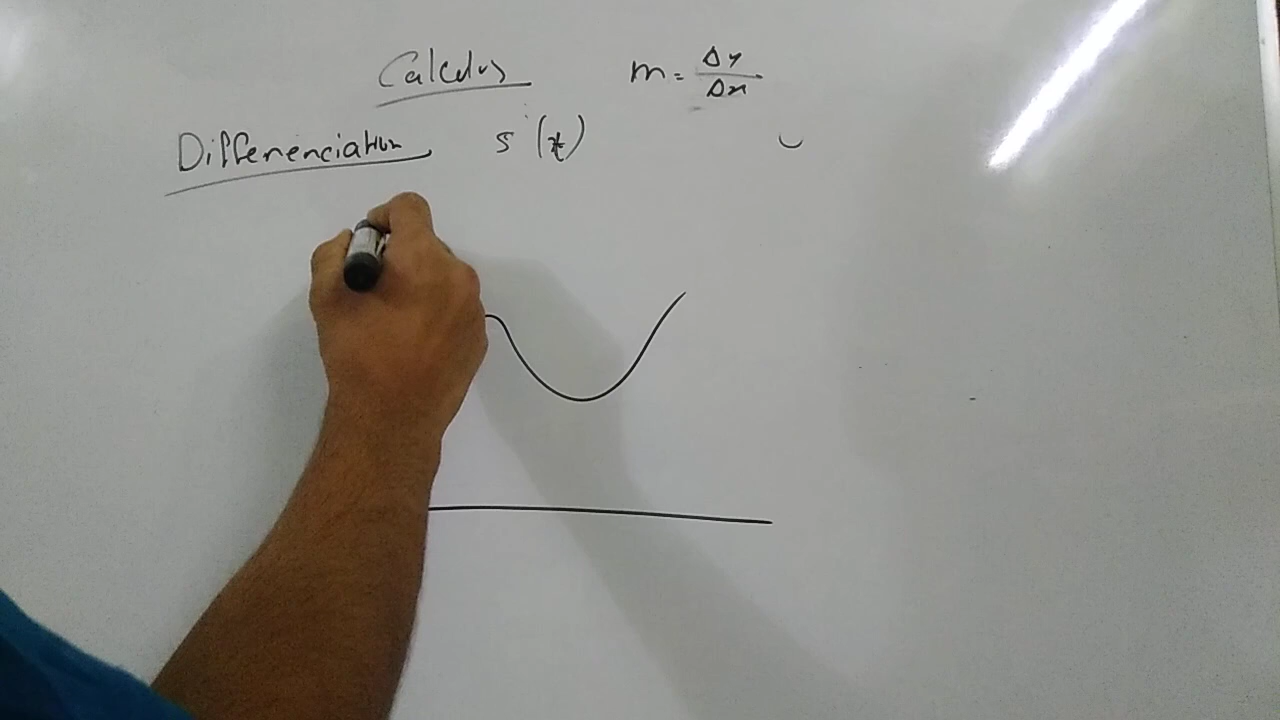 Calculus m = Δy/Δx
Differenciation s'(t)